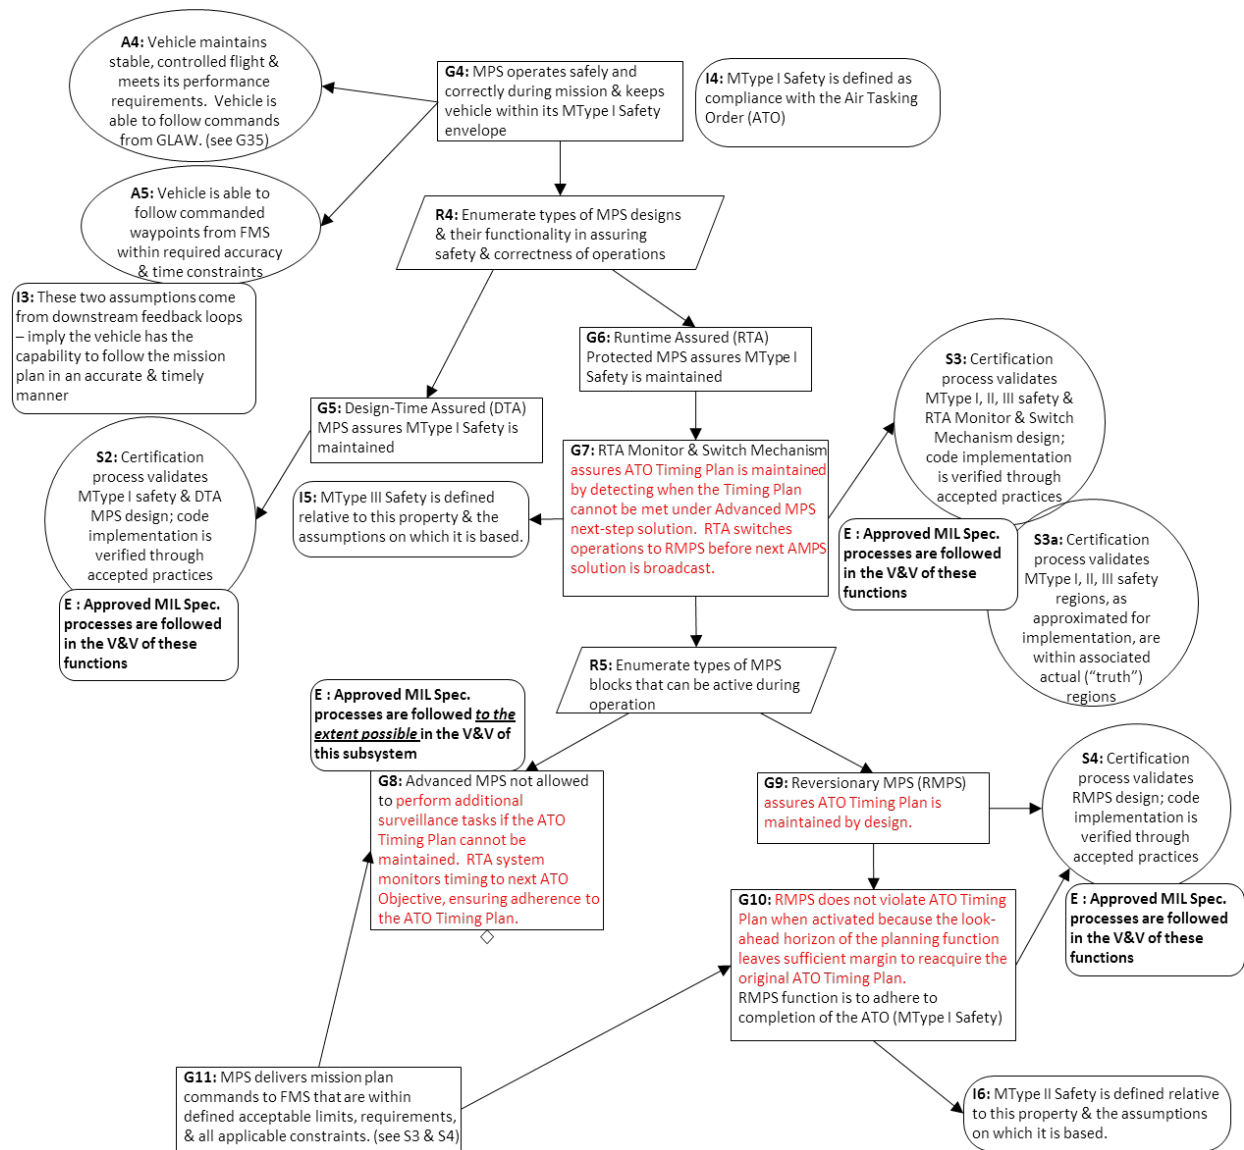 A4: Vehicle maintains
stable, controlled flight &
meets its performance
requirements.  Vehicle is
able to follow commands
from GLAW. (see G35)
G4: MPS operates safely and
correctly during mission & keeps
vehicle within its MType I Safety
envelope
I4: MType I Safety is defined as
compliance with the Air Tasking
Order (ATO)
A5: Vehicle is able to
follow commanded
waypoints from FMS
within required accuracy
& time constraints
R4: Enumerate types of MPS designs
& their functionality in assuring
safety & correctness of operations
I3: These two assumptions come
from downstream feedback loops
– imply the vehicle has the
capability to follow the mission
plan in an accurate & timely
manner
G6: Runtime Assured (RTA)
Protected MPS assures MType I
Safety is maintained
S3: Certification
process validates
MType I, II, III safety &
RTA Monitor & Switch
Mechanism design;
code implementation
is verified through
accepted practices
G5: Design-Time Assured (DTA)
MPS assures MType I Safety is
maintained
S2: Certification
process validates
MType I safety & DTA
MPS design; code
implementation is
verified through
accepted practices
G7: RTA Monitor & Switch Mechanism
assures ATO Timing Plan is maintained
by detecting when the Timing Plan
cannot be met under Advanced MPS
next-step solution.  RTA switches
operations to RMPS before next AMPS
solution is broadcast.
I5: MType III Safety is defined
relative to this property & the
assumptions on which it is based.
E : Approved MIL Spec.
processes are followed
in the V&V of these
functions
S3a: Certification
process validates
MType I, II, III safety
regions, as
approximated for
implementation, are
within associated
actual (“truth”)
regions
E : Approved MIL Spec.
processes are followed
in the V&V of these
functions
R5: Enumerate types of MPS
blocks that can be active during
operation
E : Approved MIL Spec.
processes are followed to the
extent possible in the V&V of
this subsystem
G8: Advanced MPS not allowed
to perform additional
surveillance tasks if the ATO
Timing Plan cannot be
maintained.  RTA system
monitors timing to next ATO
Objective, ensuring adherence
to the ATO Timing Plan.
G9: Reversionary MPS (RMPS)
assures ATO Timing Plan is
maintained by design.
S4: Certification
process validates
RMPS design; code
implementation is
verified through
accepted practices
E : Approved MIL Spec.
processes are followed
in the V&V of these
functions
G10: RMPS does not violate ATO Timing
Plan when activated because the look-
ahead horizon of the planning function
leaves sufficient margin to reacquire the
original ATO Timing Plan.
RMPS function is to adhere to
completion of the ATO (MType I Safety)
G11: MPS delivers mission plan
commands to FMS that are within
defined acceptable limits, requirements,
& all applicable constraints. (see S3 & S4)
I6: MType II Safety is defined relative
to this property & the assumptions
on which it is based.